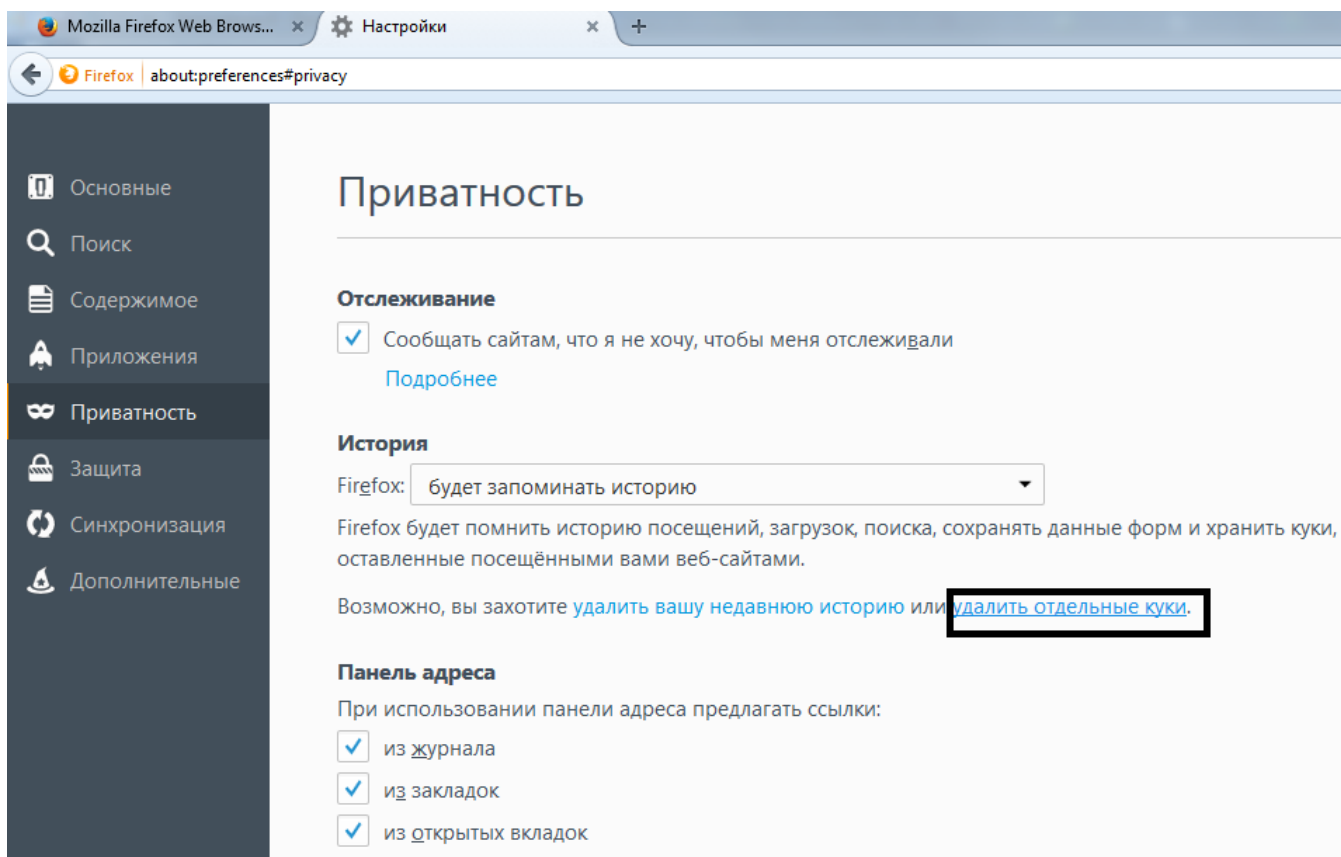 Mozilla Firefox Web Brows...
Настройки
Firefox about:preferences#privacy
Основные
Поиск
Содержимое
Приложения
Приватность
Защита
Синхронизация
Дополнительные
Приватность
Отслеживание
Сообщать сайтам, что я не хочу, чтобы меня отслеживали
Подробнее
История
Firefox: будет запоминать историю
Firefox будет помнить историю посещений, загрузок, поиска, сохранять данные форм и хранить куки,
оставленные посещёнными вами веб-сайтами.
Возможно, вы захотите удалить вашу недавнюю историю или удалить отдельные куки.
Панель адреса
При использовании панели адреса предлагать ссылки:
из журнала
из закладок
из открытых вкладок